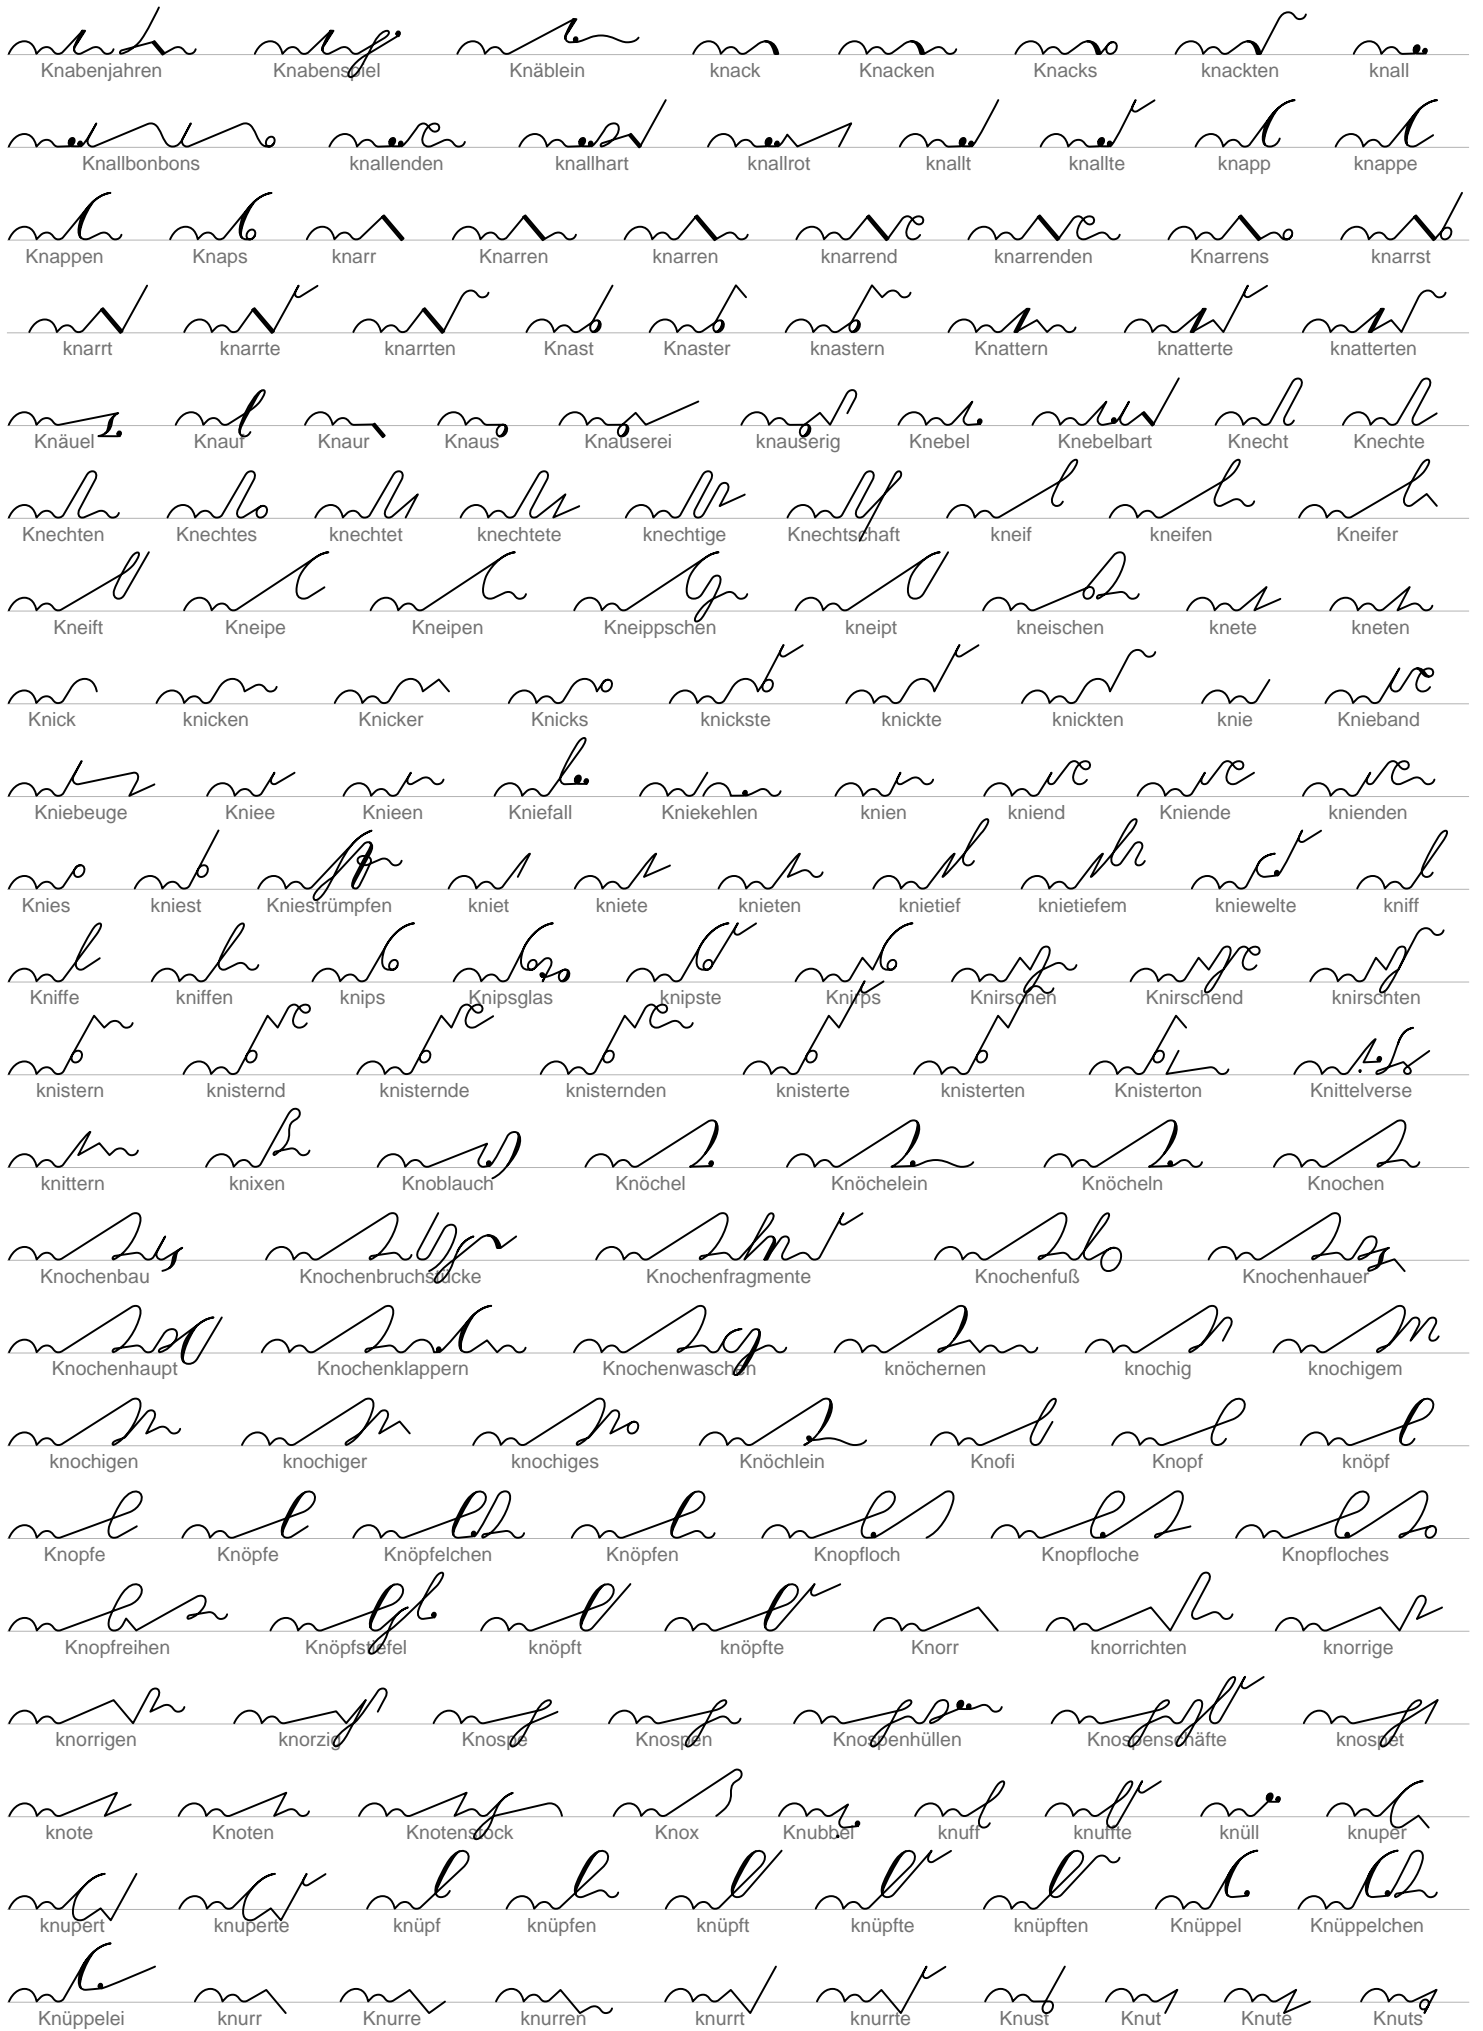 Knabenjahren Knabenspiel Knäblein knack Knacken Knacks knackten knall
Knallbonbons knallenden knallhart knallrot knallt knallte knapp knappe
Knappen Knaps knarr Knarren knarren knarrend knarrenden Knarrens knarrst
knarrt knarrte knarrten Knast Knaster knastern Knattern knatterte knatterten
Knäuel Knauf Knaur Knaus Knauserei knauserig Knebel Knebelbart Knecht Knechte
Knechten Knechtes knechtet knechtete knechtige Knechtschaft kneif kneifen Kneifer
Kneift Kneipe Kneipen Kneippschen kneipt kneischen knete kneten
Knick knicken Knicker Knicks knickste knickte knickten knie Knieband
Kniebeuge Kniee Knieen Kniefall Kniekehlen knien kniend Kniende knienden
Knies kniest Kniestrümpfen kniet kniete knieten knietief knietiefem kniewelte kniff
Kniffe kniffen knips Knipsglas knipste Knirps Knirschen Knirschend knirschten
knistern knisternd knisternde knisternden knisterte knisterten Knisterton Knittelverse
knittern knixen Knoblauch Knöchel Knöchelein Knöcheln Knochen
Knochenbau Knochenbruchstücke Knochenfragmente Knochenfuß Knochenhauer
Knochenhaupt Knochenklappern Knochenwaschen knöchernen knochig knochigem
knochigen knochiger knochiges Knöchlein Knofi Knopf knöpf
Knopfe Knöpfe Knöpfelchen Knöpfen Knopfloch Knopfloche Knopfloches
Knopfreihen Knöpfstiefel knöpft knöpfte Knorr knorrichten knorrige
knorrigen knorzig Knospe Knospen Knospenhüllen Knospenschäfte knospet
knote Knoten Knotenstock Knox Knubbel knuff knuffte knüll knuper
knupert knuperte knüpf knüpfen knüpft knüpfte knüpften Knüppel Knüppelchen
Knüppelei knurr Knurre knurren knurrt knurrte Knust Knut Knute Knuts